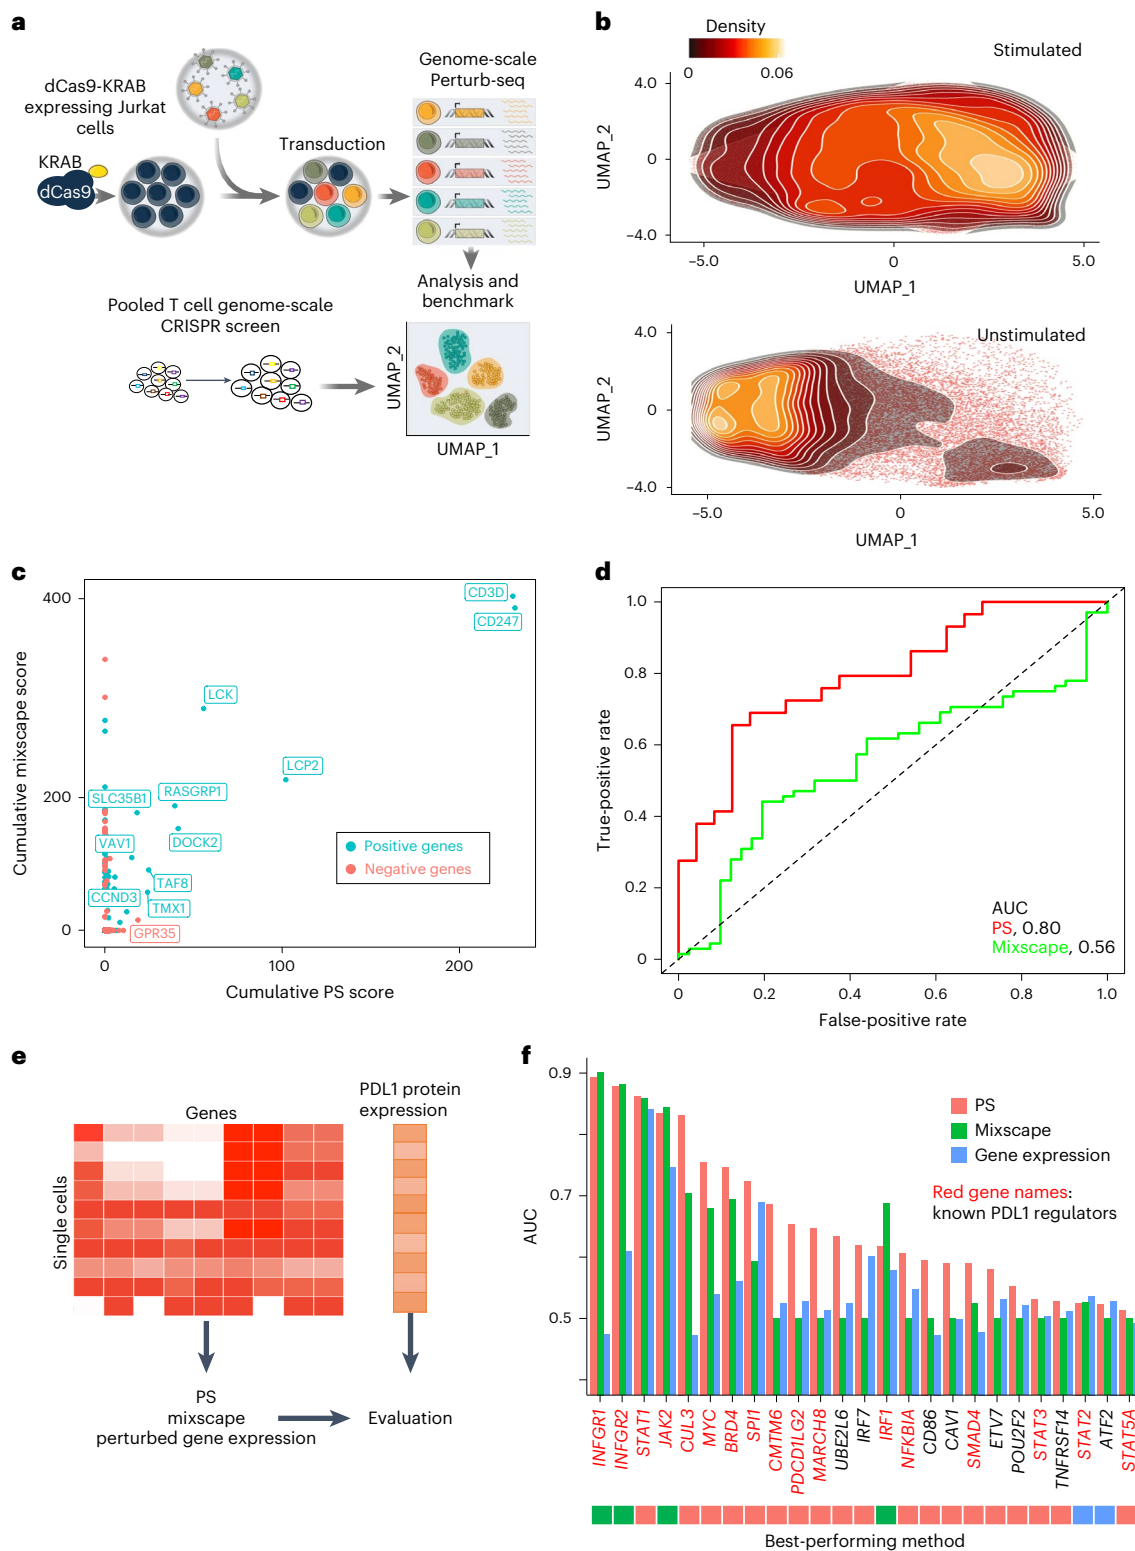 a
dCas9-KRAB
expressing Jurkat
cells
KRAB
dCas9
Transduction
Genome-scale
Perturb-seq
Analysis and
benchmark
Pooled T cell genome-scale
CRISPR screen
UMAP_2
UMAP_1
b
Density
0 0.06
Stimulated
4.0
0
−4.0
UMAP_2
−5.0 0 5.0
UMAP_1
Unstimulated
4.0
0
−4.0
UMAP_2
−5.0 0 5.0
UMAP_1
c
Cumulative mixscape score
400
200
0
CD3D
CD247
LCK
LCP2
SLC35B1
RASGRP1
VAV1
DOCK2
TAF8
CCND3
TMX1
GPR35
Positive genes
Negative genes
0 100 200
Cumulative PS score
d
True-positive rate
1.0
0.8
0.6
0.4
0.2
0
AUC
PS, 0.80
Mixscape, 0.56
0 0.2 0.4 0.6 0.8 1.0
False-positive rate
e
Genes
Single cells
PDL1 protein
expression
PS
mixscape
perturbed gene expression
Evaluation
f
AUC
0.9
0.7
0.5
PS
Mixscape
Gene expression
Red gene names:
known PDL1 regulators
INFGR1
INFGR2
STAT1
JAK2
CUL3
MYC
BRD4
SPI1
CMTM6
PDCD1LG2
MARCH8
UBE2L6
IRF7
IRF1
NFKBIA
CD86
CAV1
SMAD4
ETV7
POU2F2
STAT3
TNFRSF14
STAT2
ATF2
STAT5A
Best-performing method